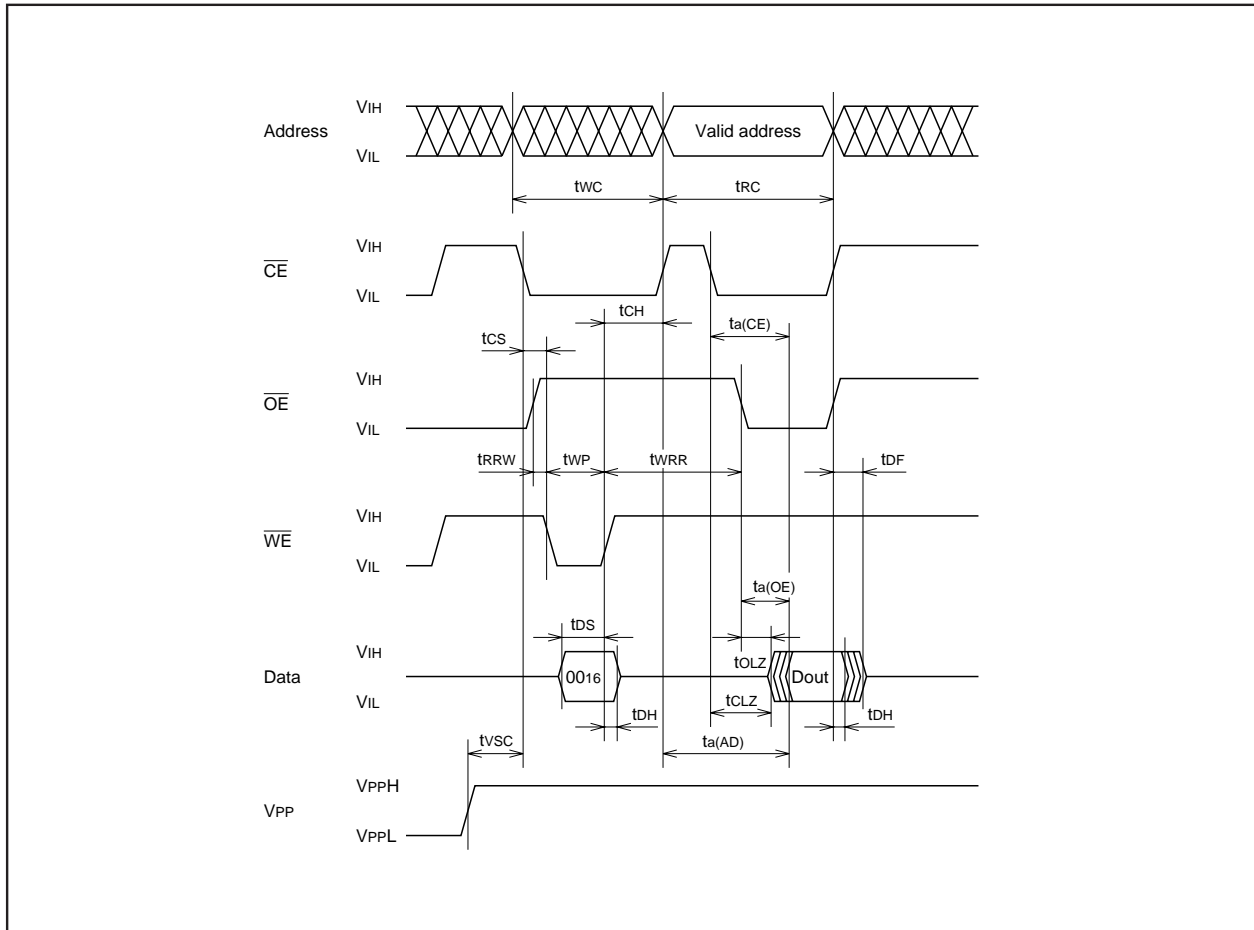 VIH
Address
Valid address
VIL
tWC
tRC
VIH
CE
VIL
tCH
ta(CE)
tCS
VIH
OE
VIL
tRRW
tWP
tWRR
tDF
VIH
WE
VIL
ta(OE)
tDS
VIH
tOLZ
Data
0016
Dout
VIL
tCLZ
tDH
tDH
tVSC
ta(AD)
VPPH
VPP
VPPL